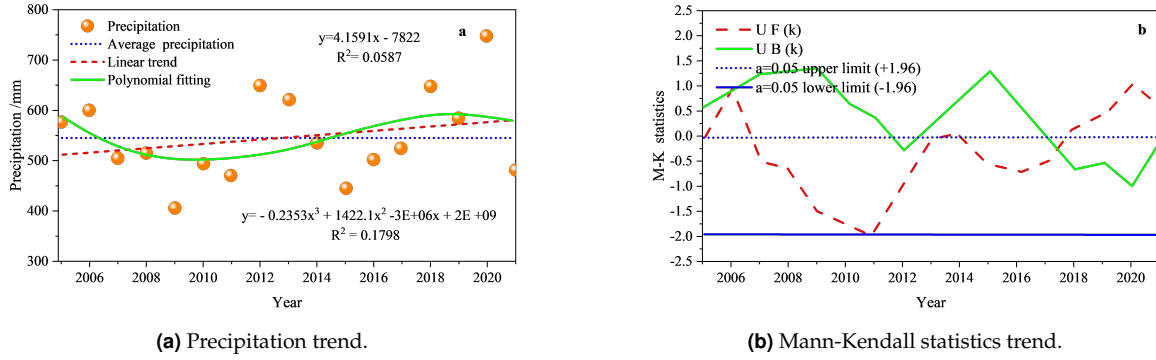 a
Precipitation
Average precipitation
Linear trend
Polynomial fitting
y=4.1591x - 7822
R²= 0.0587
y= - 0.2353x³ + 1422.1x² -3E+06x + 2E +09
R² = 0.1798
800
700
600
500
400
300
Precipitation /mm
2006 2008 2010 2012 2014 2016 2018 2020
Year
(a) Precipitation trend.
b
U F (k)
U B (k)
a=0.05 upper limit (+1.96)
a=0.05 lower limit (-1.96)
2.5
2.0
1.5
1.0
0.5
0.0
-0.5
-1.0
-1.5
-2.0
-2.5
M-K statistics
2006 2008 2010 2012 2014 2016 2018 2020
Year
(b) Mann-Kendall statistics trend.